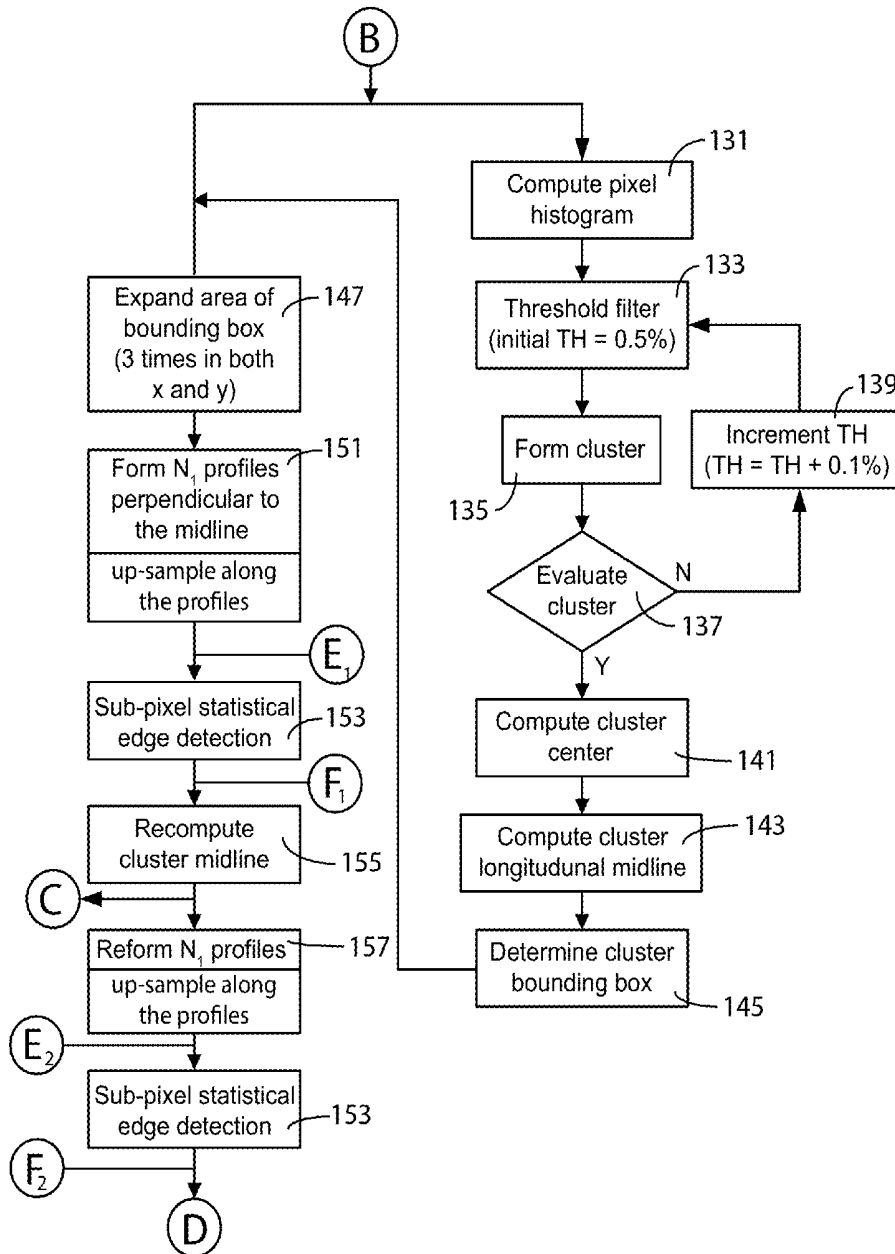 B
131
Compute pixel
histogram
133
Threshold filter
(initial TH = 0.5%)
139
Increment TH
(TH = TH + 0.1%)
Form cluster
135
Evaluate
cluster
N
137
Y
Compute cluster
center
141
Compute cluster
longitudunal midline
143
Determine cluster
bounding box
145
Expand area of
bounding box
(3 times in both
x and y)
147
Form N₁ profiles
perpendicular to
the midline
151
up-sample along
the profiles
E₁
Sub-pixel statistical
edge detection
153
F₁
Recompute
cluster midline
155
C
Reform N₁ profiles
157
up-sample along
the profiles
E₂
Sub-pixel statistical
edge detection
153
F₂
D